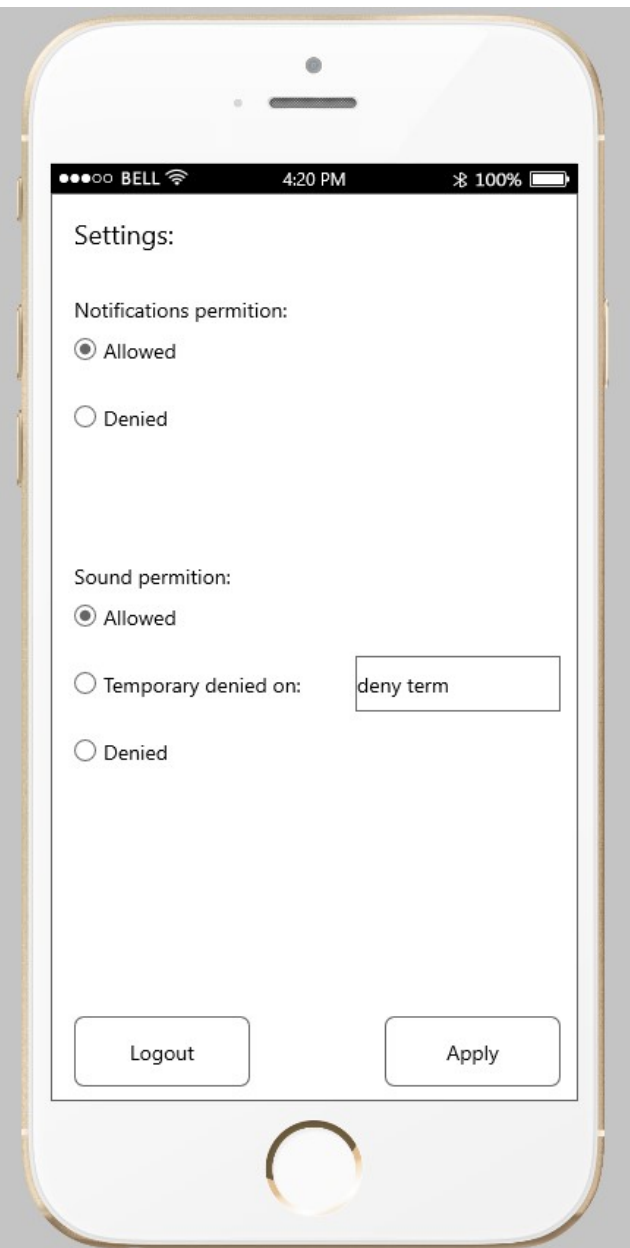 BELL 4:20 PM 100%
Settings:
Notifications permition:
Allowed
Denied
Sound permition:
Allowed
Temporary denied on: deny term
Denied
Logout Apply